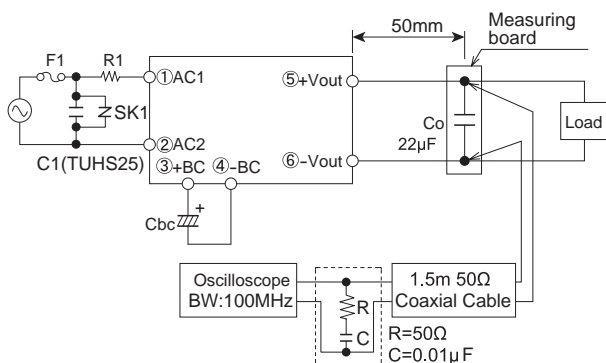 Measuring
board
50mm
F1
R1
①AC1
⑤+Vout
SK1
Co
22μF
Load
②AC2
⑥−Vout
C1(TUHS25)
③+BC
④−BC
Cbc
+
Oscilloscope
BW:100MHz
R
C
1.5m 50Ω
Coaxial Cable
R=50Ω
C=0.01μF